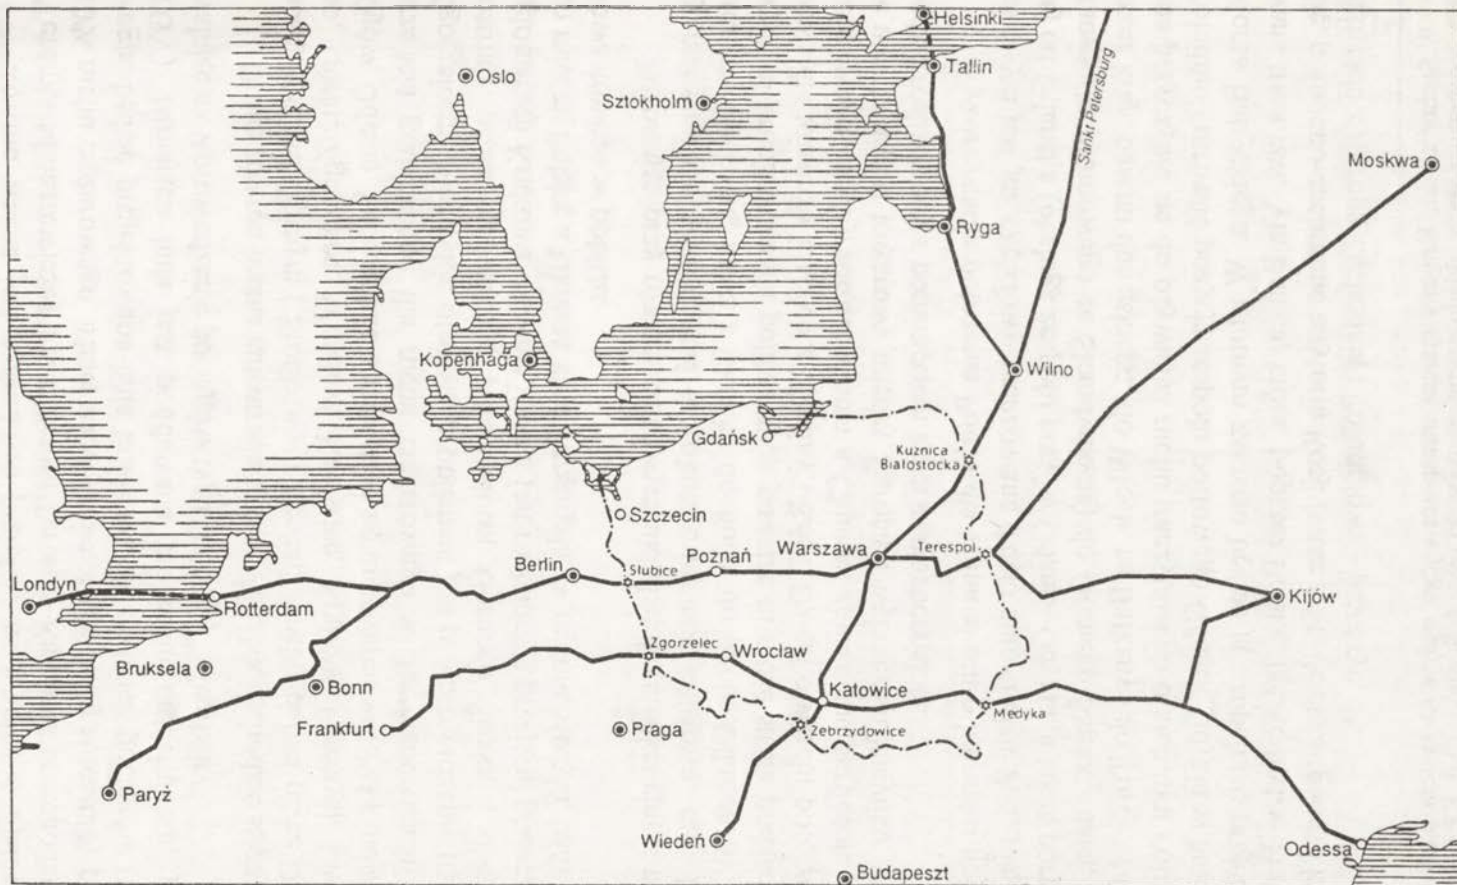 Helsinki
Oslo
Tallin
Sztokholm
Sankt Petersburg
Moskwa
Ryga
Kopenhaga
Wilno
Gdańsk
Kuźnica
Białostocka
Szczecin
Warszawa
Terespol
Poznań
Berlin
Słubice
Londyn
Rotterdam
Kijów
Zgorzelec
Wrocław
Bruksela
Bonn
Katowice
Medyka
Frankfurt
Praga
Zebrzydowice
Paryż
Wiedeń
Odessa
Budapeszt